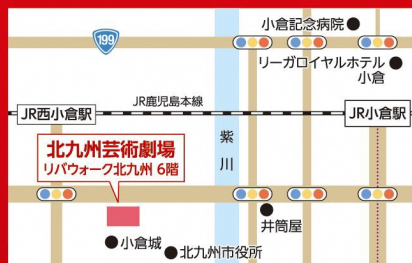 小倉記念病院
199
リーガロイヤルホテル
小倉
JR鹿児島本線
JR西小倉駅
JR小倉駅
北九州芸術劇場
リバウォーク北九州 6階
紫川
井筒屋
小倉城
北九州市役所